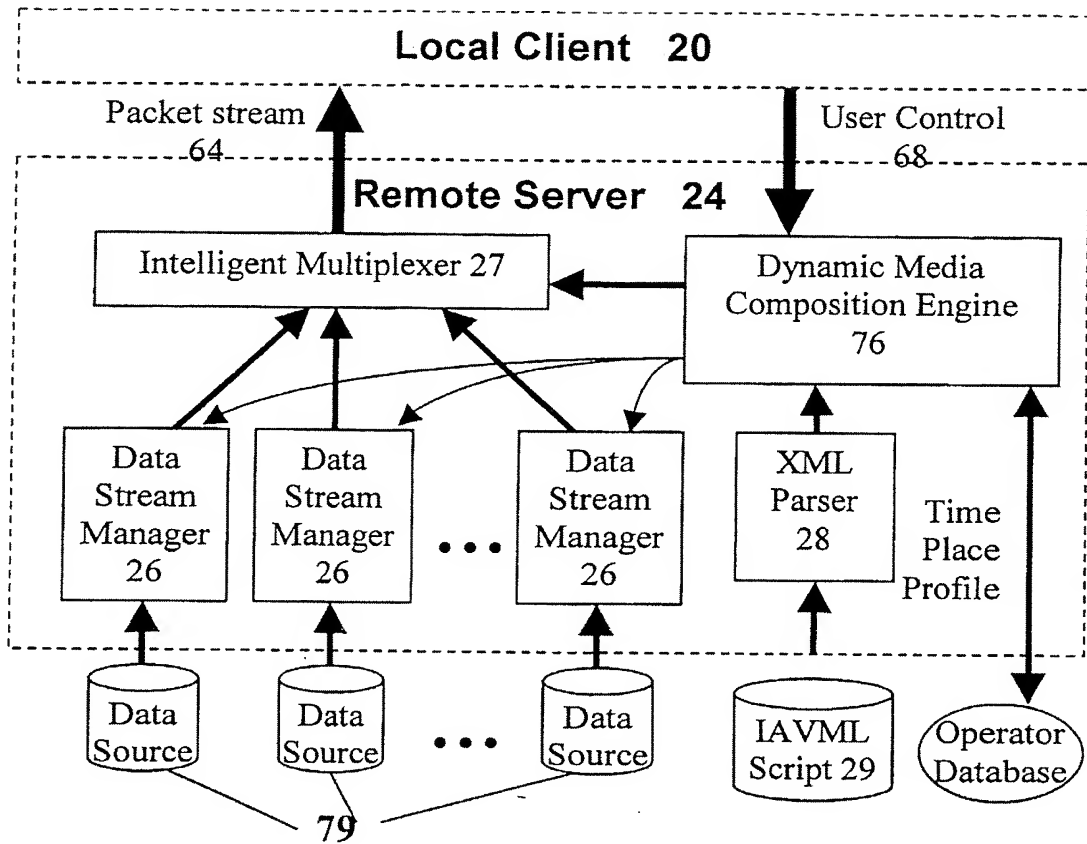 Local Client 20
Packet stream
64
User Control
68
Remote Server 24
Intelligent Multiplexer 27
Dynamic Media
Composition Engine
76
Data
Stream
Manager
26
Data
Stream
Manager
26
• • •
Data
Stream
Manager
26
XML
Parser
28
Time
Place
Profile
Data
Source
Data
Source
• • •
Data
Source
IAVML
Script 29
Operator
Database
79